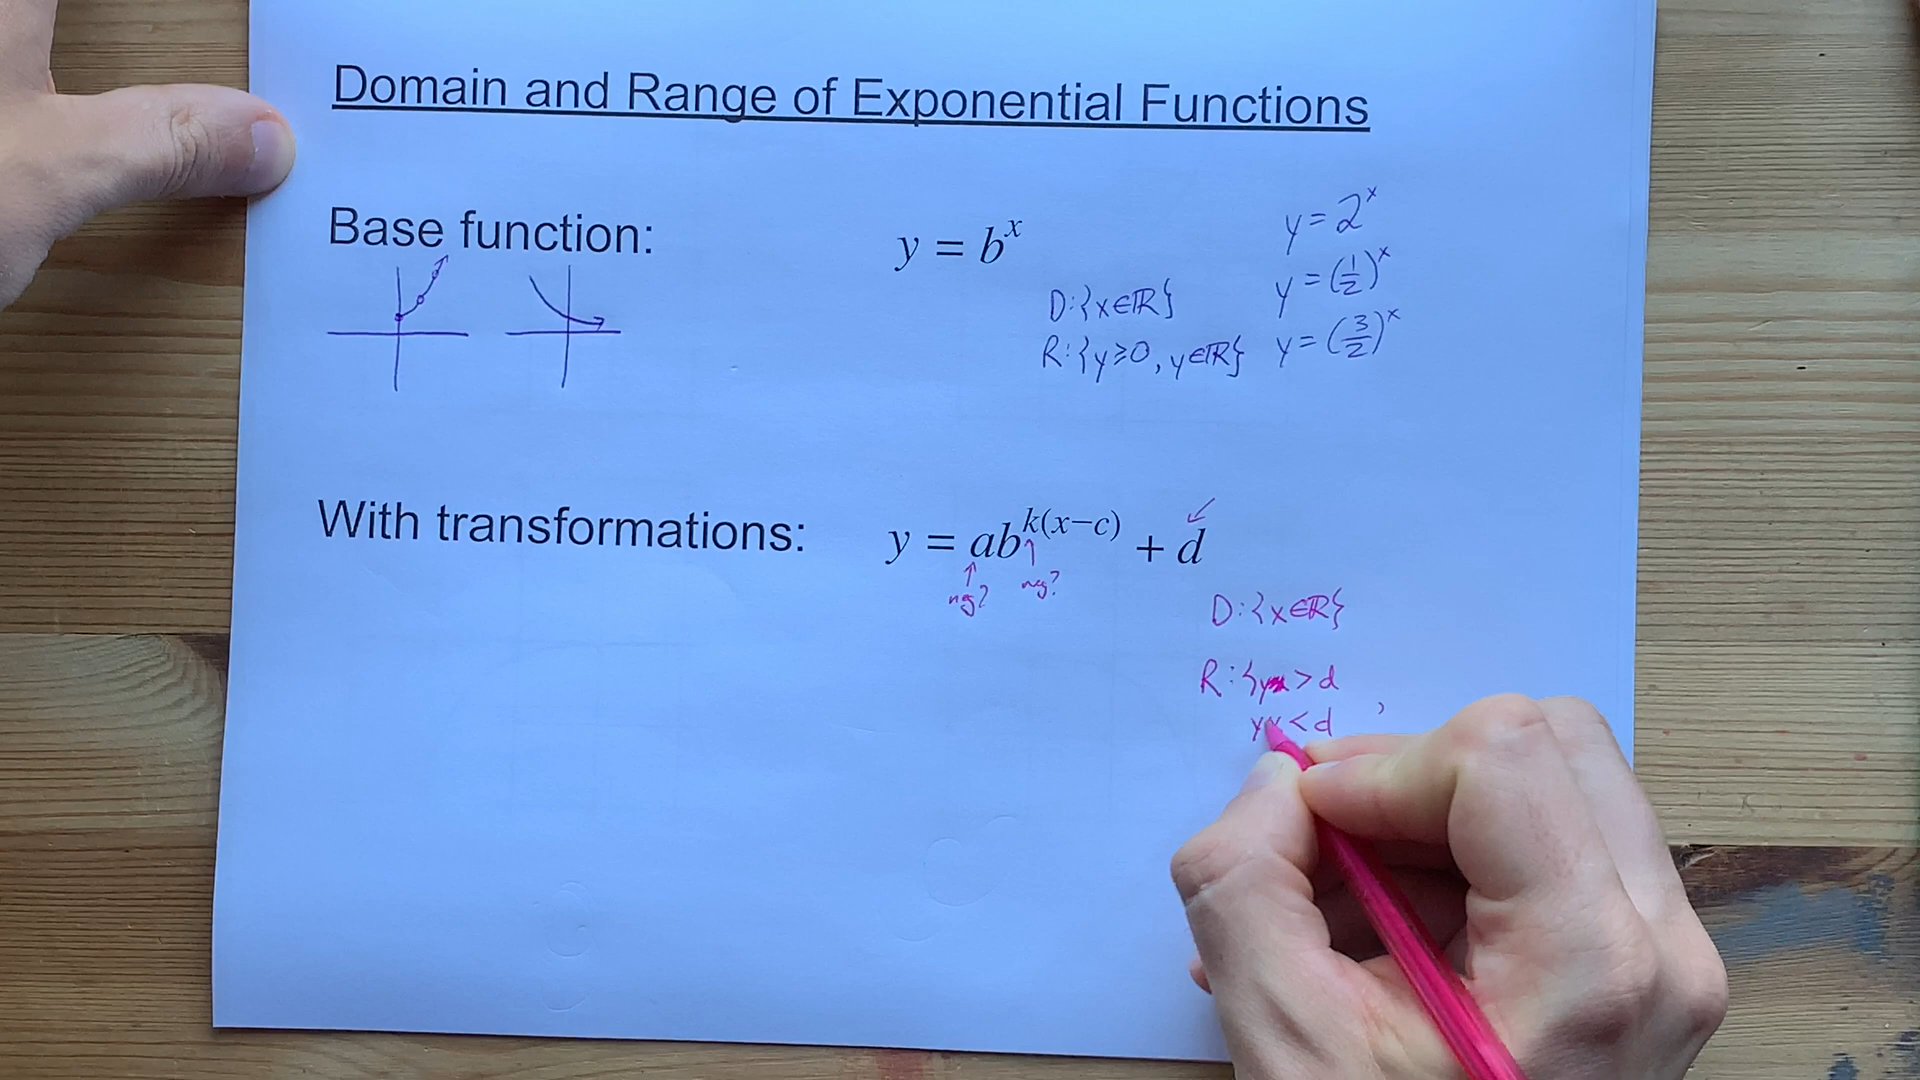 Domain and Range of Exponential Functions
Base function:
y = b^x
y = 2^x
y = (1/2)^x
y = (3/2)^x
D:{x∈ℝ}
R:{y≥0, y∈ℝ}
With transformations:
y = ab^{k(x−c)} + d
neg?
neg?
D:{x∈ℝ}
R:{y > d
y < d ,